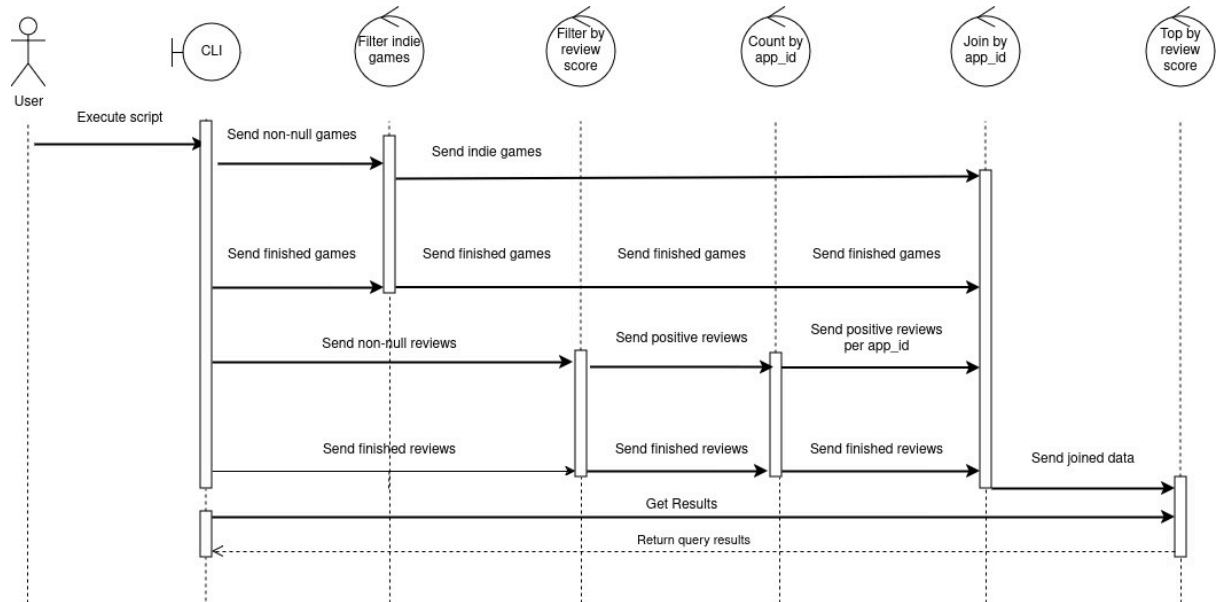 CLI
Filter indie
games
Filter by
review
score
Count by
app_id
Join by
app_id
Top by
review
score
User
Execute script
Send non-null games
Send indie games
Send finished games
Send finished games
Send finished games
Send finished games
Send non-null reviews
Send positive reviews
Send positive reviews
per app_id
Send finished reviews
Send finished reviews
Send finished reviews
Send joined data
Get Results
Return query results